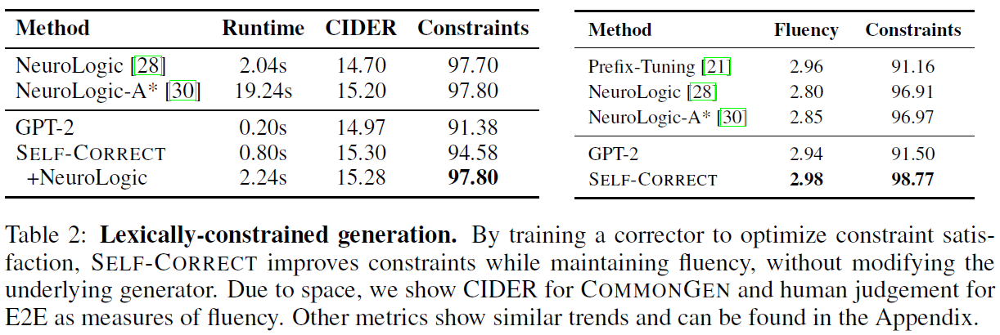 Method Runtime CIDER Constraints
NeuroLogic [28] 2.04s 14.70 97.70
NeuroLogic-A* [30] 19.24s 15.20 97.80
GPT-2 0.20s 14.97 91.38
SELF-CORRECT 0.80s 15.30 94.58
+NeuroLogic 2.24s 15.28 97.80
Method Fluency Constraints
Prefix-Tuning [21] 2.96 91.16
NeuroLogic [28] 2.80 96.91
NeuroLogic-A* [30] 2.85 96.97
GPT-2 2.94 91.50
SELF-CORRECT 2.98 98.77
Table 2: Lexically-constrained generation. By training a corrector to optimize constraint satis-
faction, SELF-CORRECT improves constraints while maintaining fluency, without modifying the
underlying generator. Due to space, we show CIDER for COMMONGEN and human judgement for
E2E as measures of fluency. Other metrics show similar trends and can be found in the Appendix.